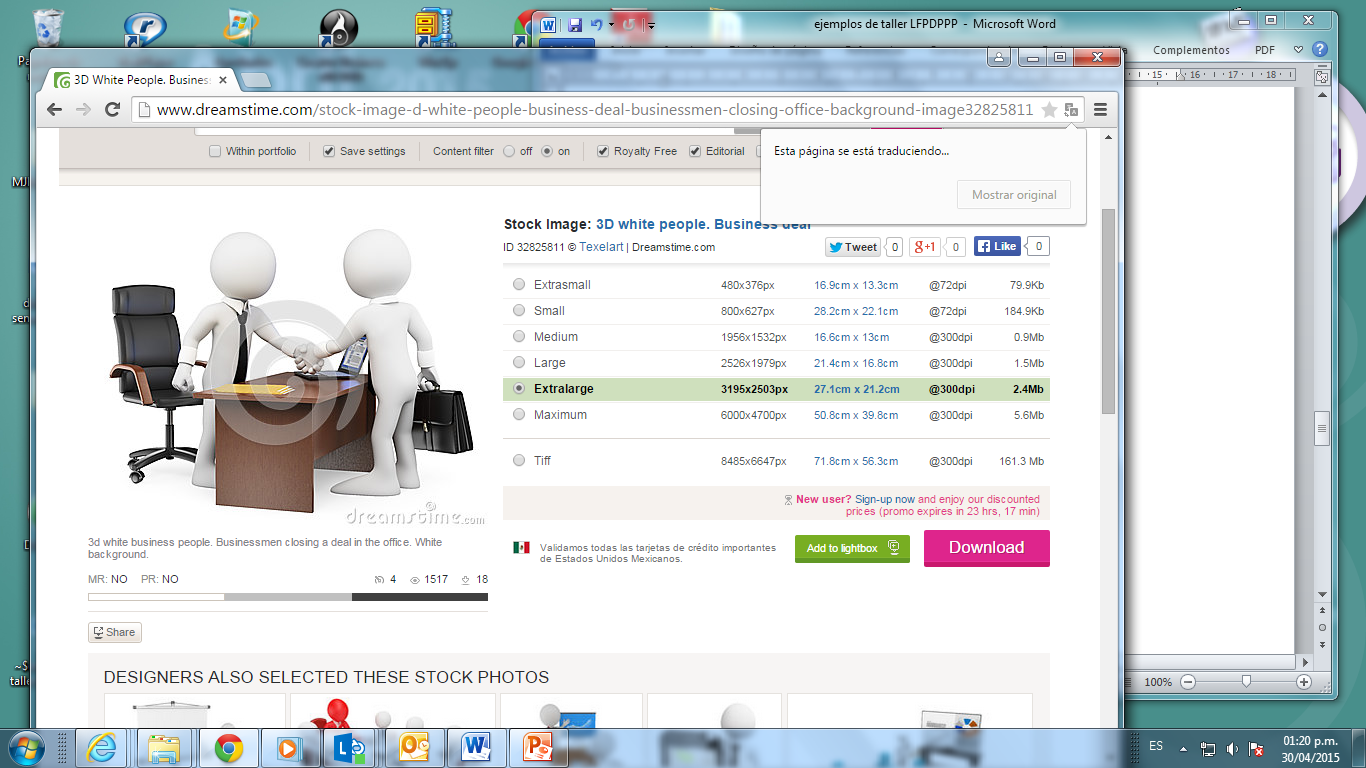 ejemplos de taller LFPDPPP - Microsoft Word
Complementos PDF
15 16 17 18
3D White People. Busines
www.dreamstime.com/stock-image-d-white-people-business-deal-businessmen-closing-office-background-image32825811
Within portfolio Save settings Content filter off on Royalty Free Editorial
Esta página se está traduciendo...
Mostrar original
Stock Image: 3D white people. Business deal
ID 32825811 © Texelart | Dreamstime.com Tweet 0 g+1 0 Like 0
Extrasmall 480x376px 16.9cm x 13.3cm @72dpi 79.9Kb
Small 800x627px 28.2cm x 22.1cm @72dpi 184.9Kb
Medium 1956x1532px 16.6cm x 13cm @300dpi 0.9Mb
Large 2526x1979px 21.4cm x 16.8cm @300dpi 1.5Mb
Extralarge 3195x2503px 27.1cm x 21.2cm @300dpi 2.4Mb
Maximum 6000x4700px 50.8cm x 39.8cm @300dpi 5.6Mb
Tiff 8485x6647px 71.8cm x 56.3cm @300dpi 161.3 Mb
New user? Sign-up now and enjoy our discounted
prices (promo expires in 23 hrs, 17 min)
dreamstime.com
Validamos todas las tarjetas de crédito importantes
de Estados Unidos Mexicanos.
Add to lightbox
Download
3d white business people. Businessmen closing a deal in the office. White
background.
MR: NO PR: NO 4 1517 18
Share
DESIGNERS ALSO SELECTED THESE STOCK PHOTOS
100%
ES
01:20 p.m.
30/04/2015